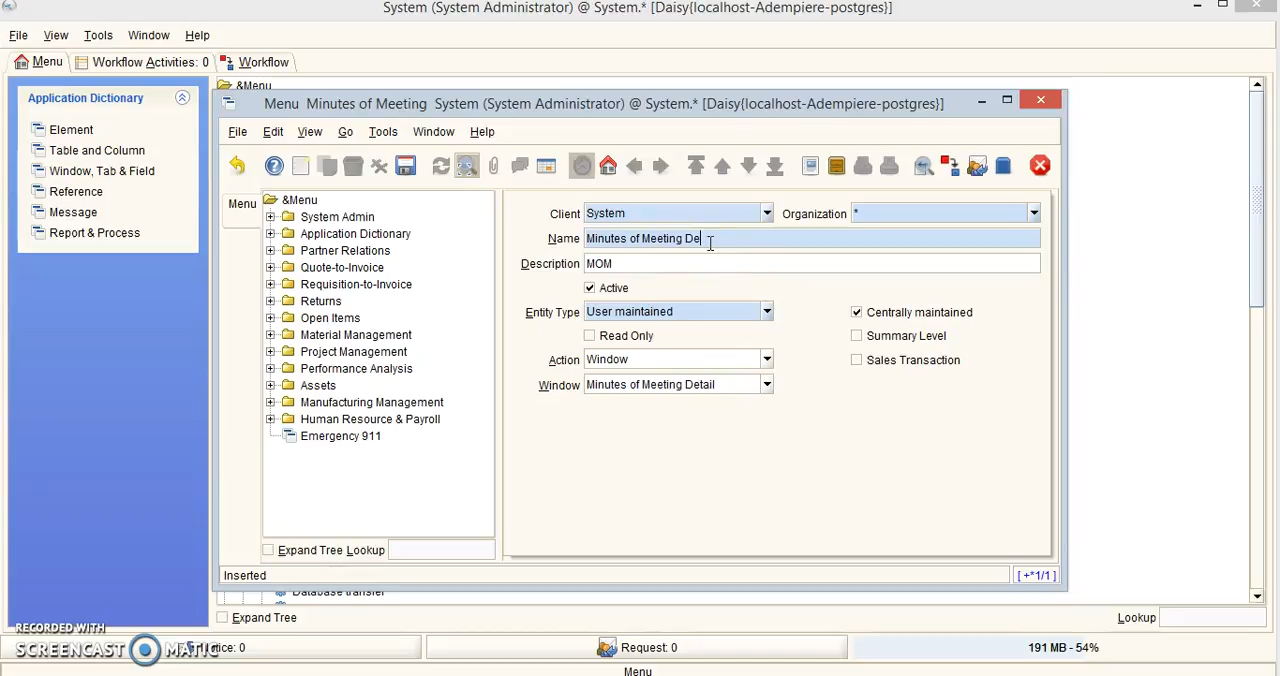 System (System Administrator) @ System.* [Daisy{localhost-Adempiere-postgres}]
File View Tools Window Help
Menu Workflow Activities: 0 Workflow
&Menu
Application Dictionary
Element
Table and Column
Window, Tab & Field
Reference
Message
Report & Process
Menu Minutes of Meeting System (System Administrator) @ System.* [Daisy{localhost-Adempiere-postgres}]
File Edit View Go Tools Window Help
Menu
&Menu
System Admin
Application Dictionary
Partner Relations
Quote-to-Invoice
Requisition-to-Invoice
Returns
Open Items
Material Management
Project Management
Performance Analysis
Assets
Manufacturing Management
Human Resource & Payroll
Emergency 911
Expand Tree Lookup
Client System Organization *
Name Minutes of Meeting De
Description MOM
Active
Entity Type User maintained Centrally maintained
Read Only Summary Level
Action Window Sales Transaction
Window Minutes of Meeting Detail
Inserted [ +*1/1 ]
Database transfer
Expand Tree Lookup
RECORDED WITH
SCREENCAST MATIC
Notice: 0 Request: 0 191 MB - 54%
Menu